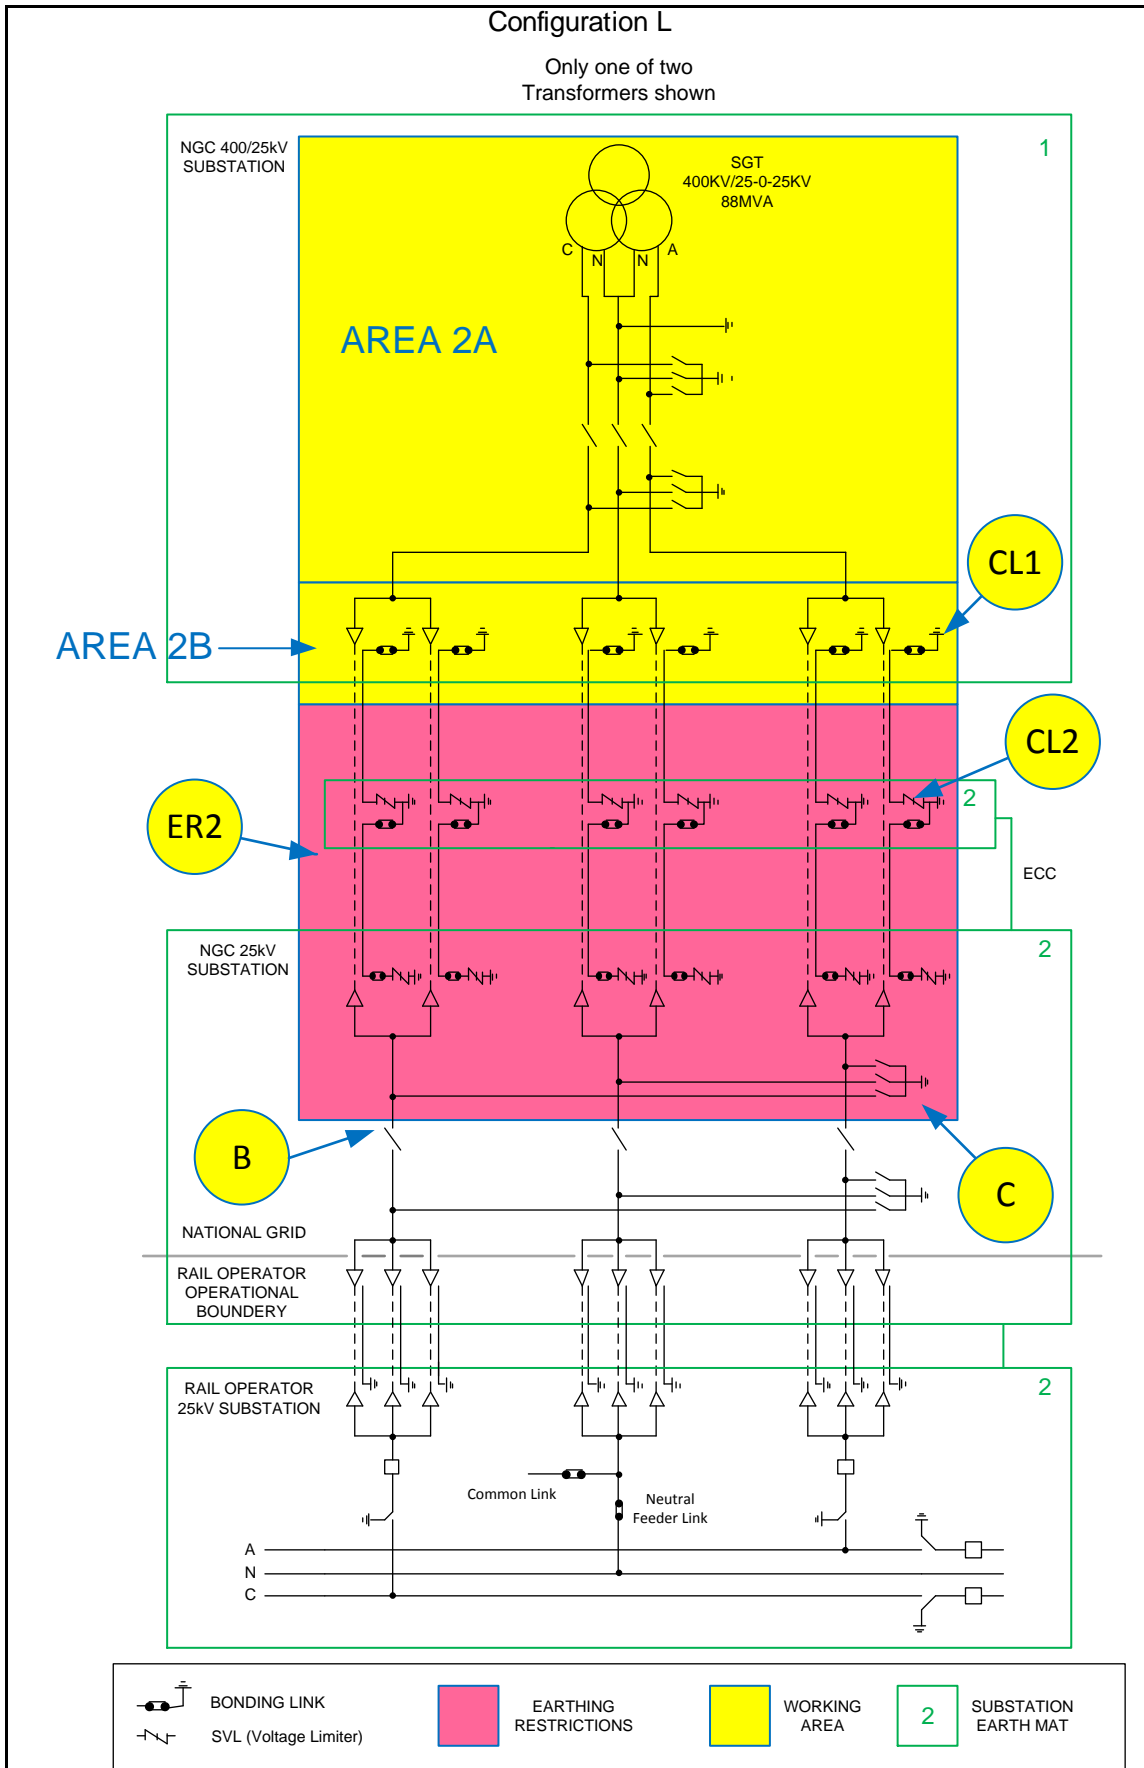 Configuration L
Only one of two
Transformers shown
NGC 400/25kV
SUBSTATION
1
SGT
400KV/25-0-25KV
88MVA
C
N
N
A
AREA 2A
CL1
AREA 2B
CL2
2
ER2
ECC
NGC 25kV
SUBSTATION
2
B
C
NATIONAL GRID
RAIL OPERATOR
OPERATIONAL
BOUNDERY
RAIL OPERATOR
25kV SUBSTATION
2
Common Link
Neutral
Feeder Link
A
N
C
BONDING LINK
SVL (Voltage Limiter)
EARTHING
RESTRICTIONS
WORKING
AREA
2
SUBSTATION
EARTH MAT